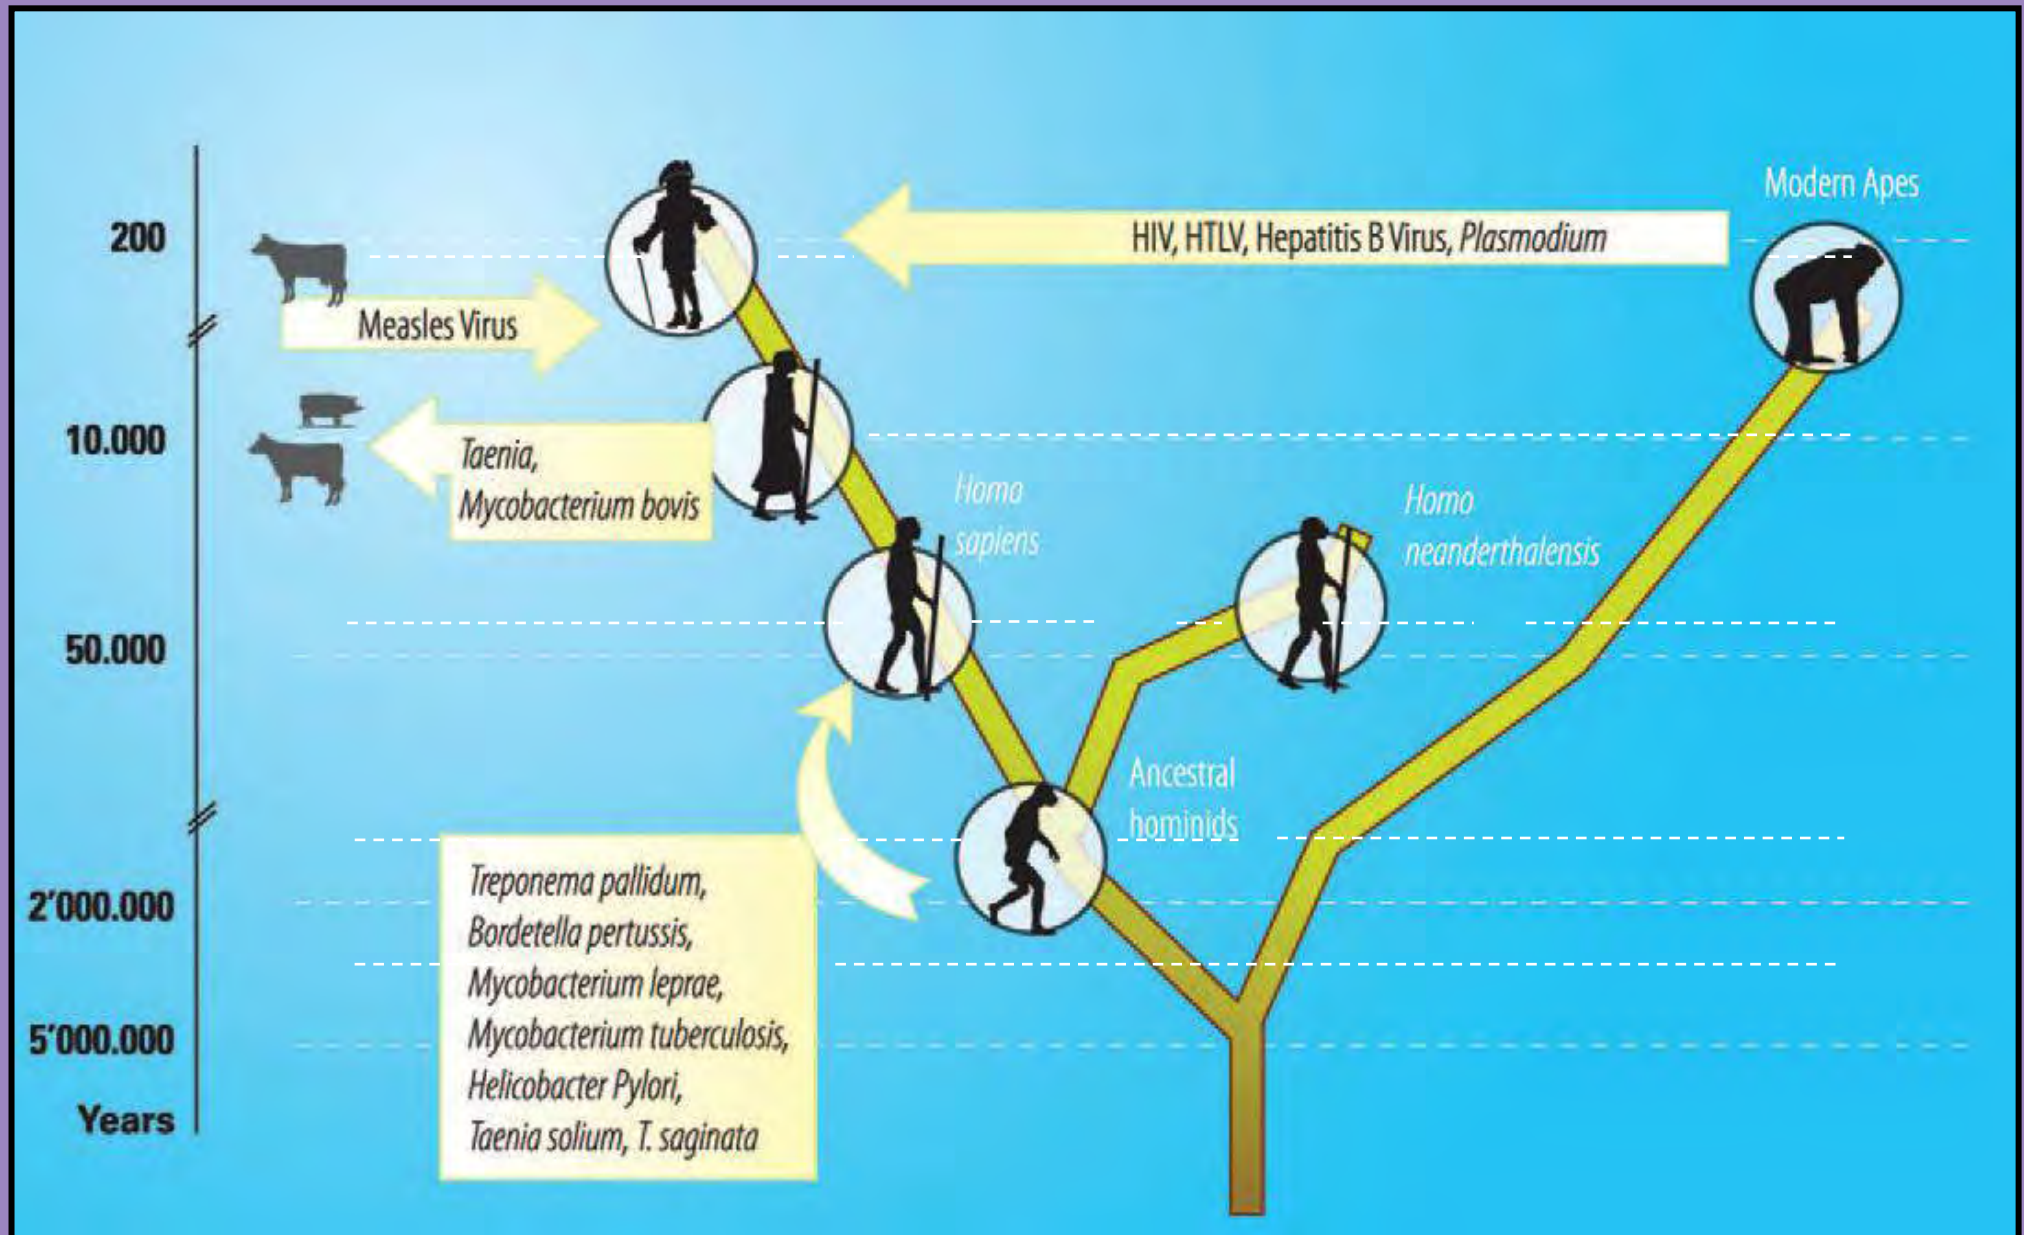 Modern Apes
200
HIV, HTLV, Hepatitis B Virus, Plasmodium
Measles Virus
10.000
Taenia,
Mycobacterium bovis
Homo
sapiens
Homo
neanderthalensis
50.000
Ancestral
hominids
2'000.000
5'000.000
Years
Treponema pallidum,
Bordetella pertussis,
Mycobacterium leprae,
Mycobacterium tuberculosis,
Helicobacter Pylori,
Taenia solium, T. saginata